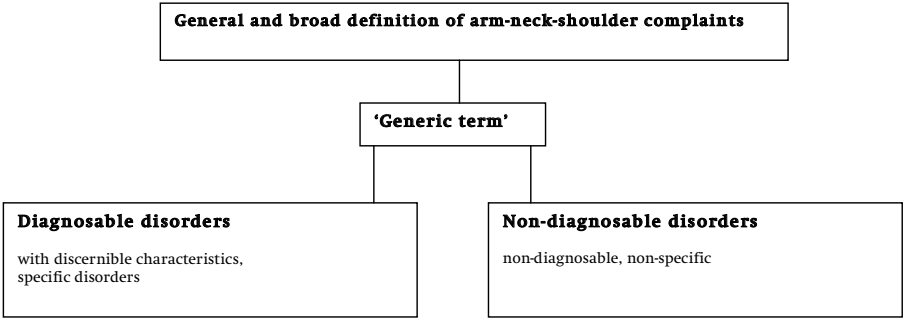 General and broad definition of arm-neck-shoulder complaints
‘Generic term’
Diagnosable disorders
with discernible characteristics,
specific disorders
Non-diagnosable disorders
non-diagnosable, non-specific